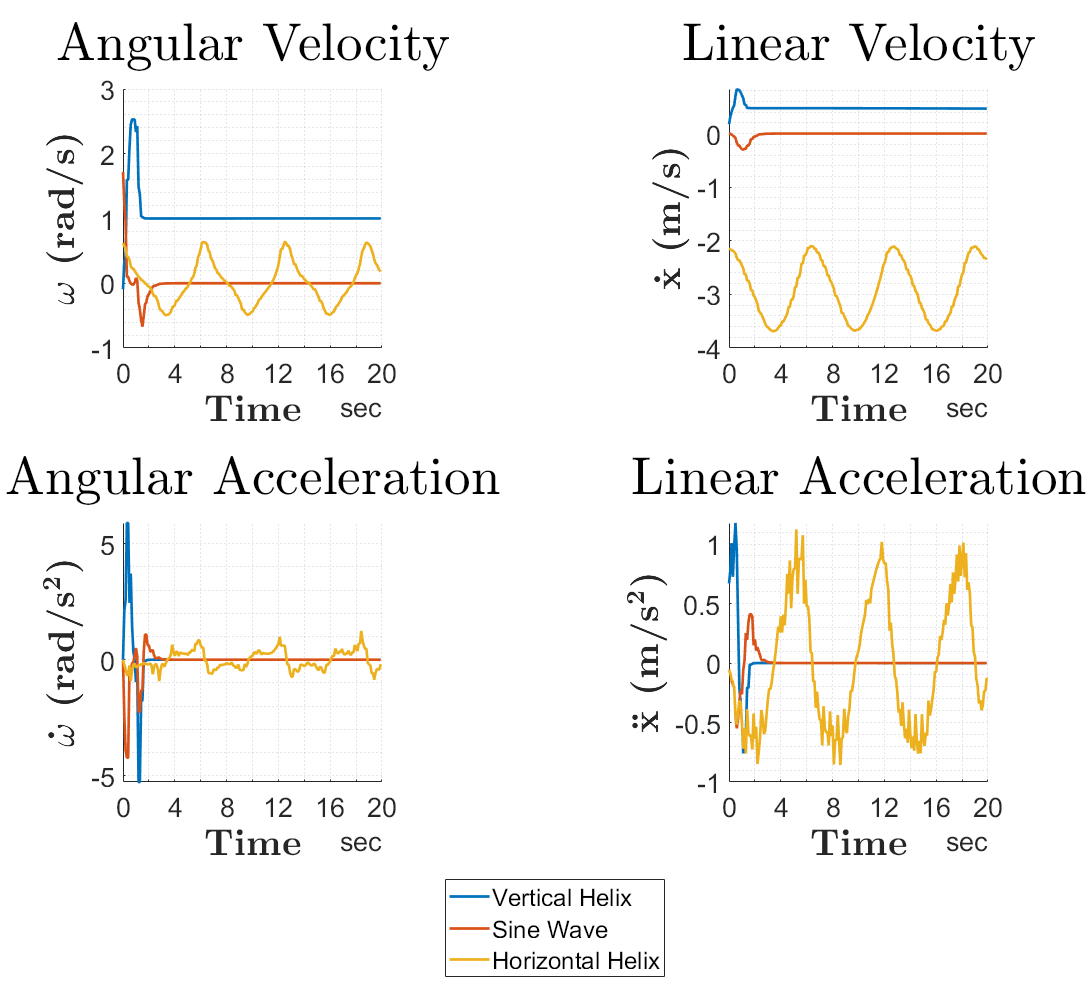 Angular Velocity
3
2
1
0
-1
ω (rad/s)
0 4 8 12 16 20
Time sec
Linear Velocity
0
-1
-2
-3
-4
ẋ (m/s)
0 4 8 12 16 20
Time sec
Angular Acceleration
5
0
-5
ω̇ (rad/s²)
0 4 8 12 16 20
Time sec
Linear Acceleration
1
0.5
0
-0.5
-1
ẍ (m/s²)
0 4 8 12 16 20
Time sec
Vertical Helix
Sine Wave
Horizontal Helix